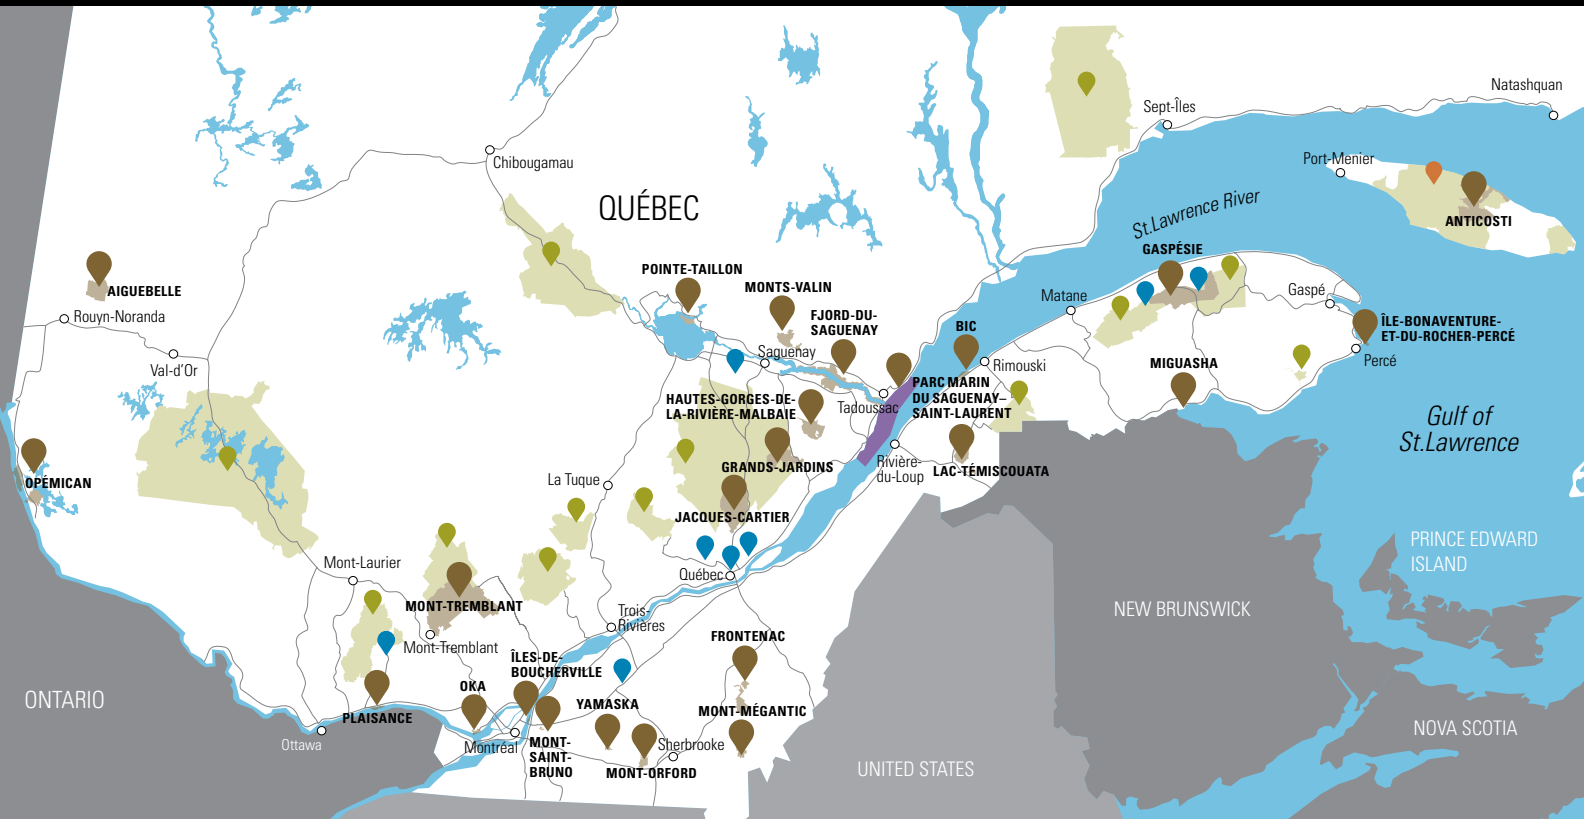 Natashquan
Sept-Îles
Port-Menier
Chibougamau
QUÉBEC
St.Lawrence River
ANTICOSTI
GASPÉSIE
AIGUEBELLE
Rouyn-Noranda
Val-d'Or
POINTE-TAILLON
MONTS-VALIN
FJORD-DU-
SAGUENAY
Saguenay
BIC
Matane
Gaspé
ÎLE-BONAVENTURE-
ET-DU-ROCHER-PERCÉ
Percé
Rimouski
MIGUASHA
HAUTES-GORGES-DE-
LA-RIVIÈRE-MALBAIE
Tadoussac
PARC MARIN
DU SAGUENAY–
SAINT-LAURENT
Gulf of
St.Lawrence
OPÉMICAN
La Tuque
GRANDS-JARDINS
Rivière-
du-Loup
LAC-TÉMISCOUATA
JACQUES-CARTIER
Québec
PRINCE EDWARD
ISLAND
Mont-Laurier
MONT-TREMBLANT
Mont-Tremblant
Trois-
Rivières
NEW BRUNSWICK
FRONTENAC
ÎLES-DE-
BOUCHERVILLE
ONTARIO
OKA
YAMASKA
MONT-MÉGANTIC
PLAISANCE
Ottawa
Montréal
MONT-
SAINT-
BRUNO
Sherbrooke
MONT-ORFORD
UNITED STATES
NOVA SCOTIA